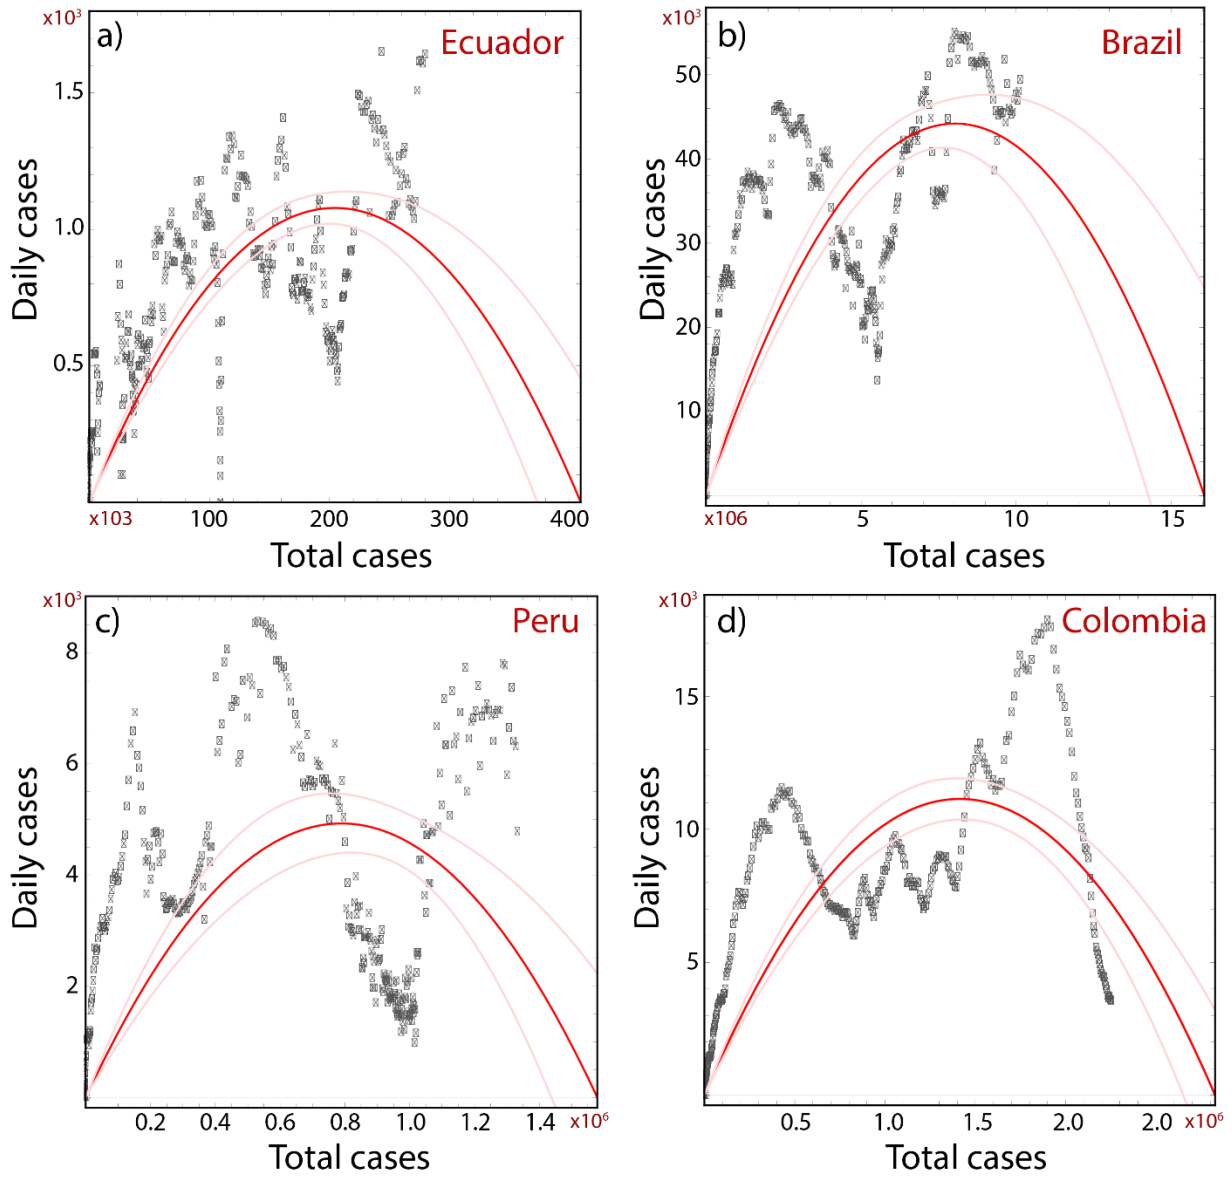 x10³
a)
Ecuador
1.5
1.0
0.5
Daily cases
x103
100
200
300
400
Total cases
x10³
b)
Brazil
50
40
30
20
10
Daily cases
x106
5
10
15
Total cases
x10³
c)
Peru
8
6
4
2
Daily cases
0.2
0.4
0.6
0.8
1.0
1.2
1.4
x10⁶
Total cases
x10³
d)
Colombia
15
10
5
Daily cases
0.5
1.0
1.5
2.0
2.0
x10⁶
Total cases